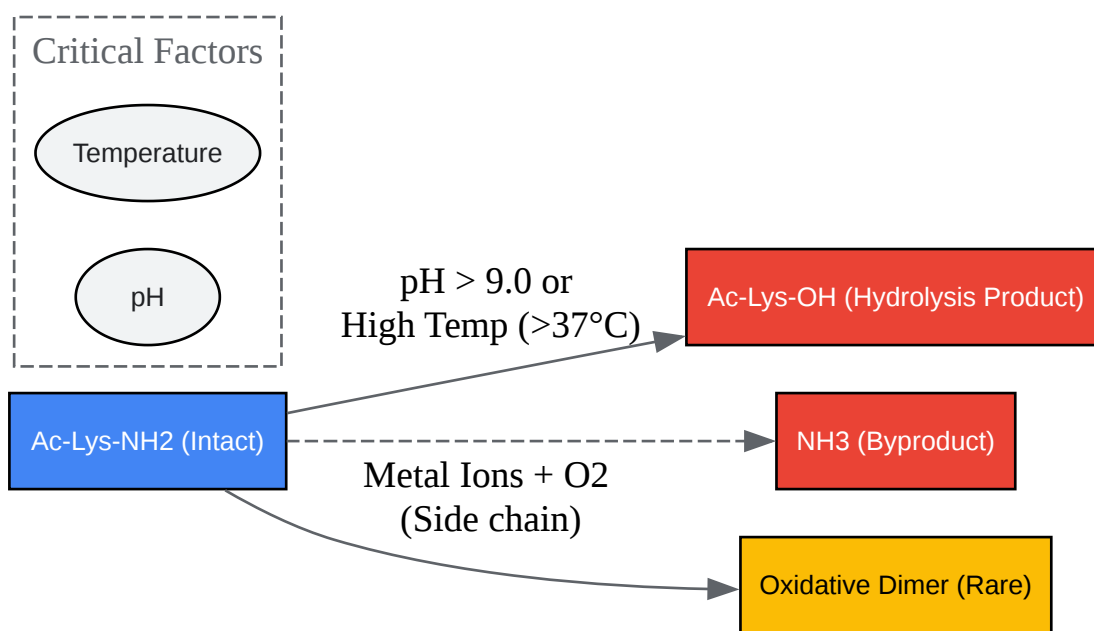 Critical Factors
Temperature
pH
pH > 9.0 or
High Temp (>37°C)
Ac-Lys-OH (Hydrolysis Product)
Ac-Lys-NH2 (Intact)
NH3 (Byproduct)
Metal Ions + O2
(Side chain)
Oxidative Dimer (Rare)